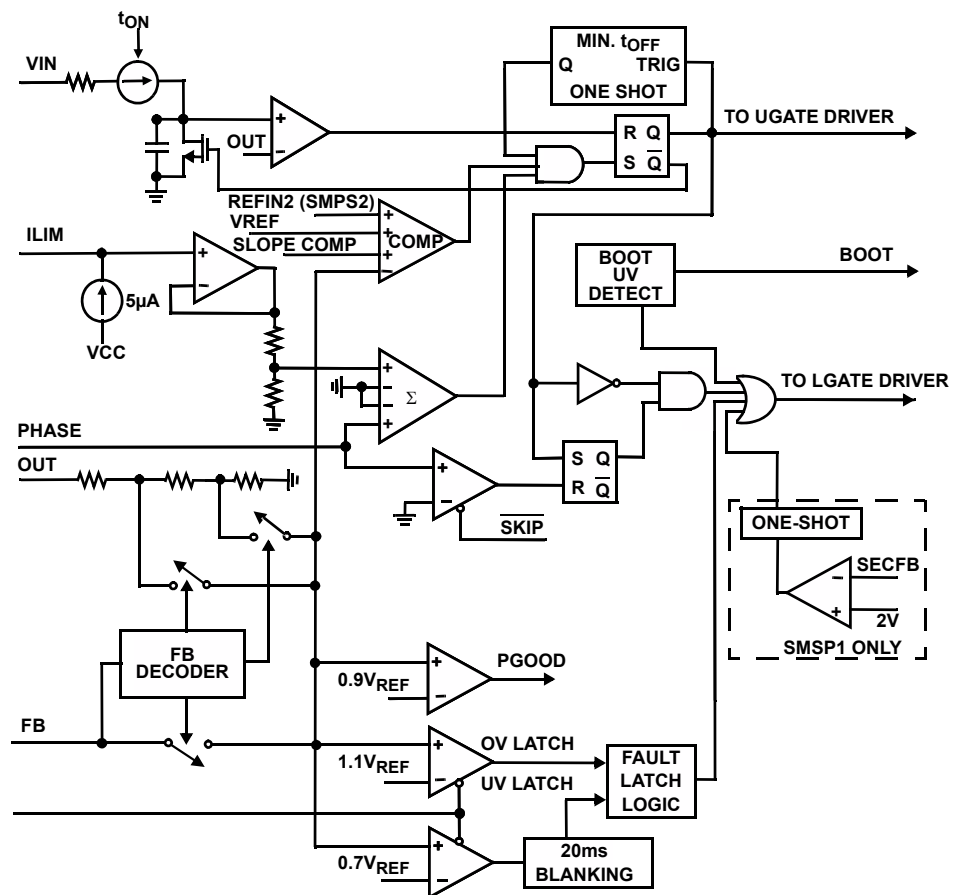 tON
VIN
+
−
OUT
MIN. tOFF
Q TRIG
ONE SHOT
R Q
S Q̅
TO UGATE DRIVER
REFIN2 (SMPS2)
VREF
SLOPE COMP
+
+
+
−
COMP
ILIM
+
−
5µA
VCC
BOOT
UV
DETECT
BOOT
+
−
−
+
Σ
TO LGATE DRIVER
PHASE
OUT
+
−
S̅K̅I̅P̅
S Q
R Q̅
ONE-SHOT
SECFB
−
+
2V
SMSP1 ONLY
FB
DECODER
+
−
0.9VREF
PGOOD
FB
+
−
1.1VREF
OV LATCH
UV LATCH
FAULT
LATCH
LOGIC
+
−
0.7VREF
20ms
BLANKING